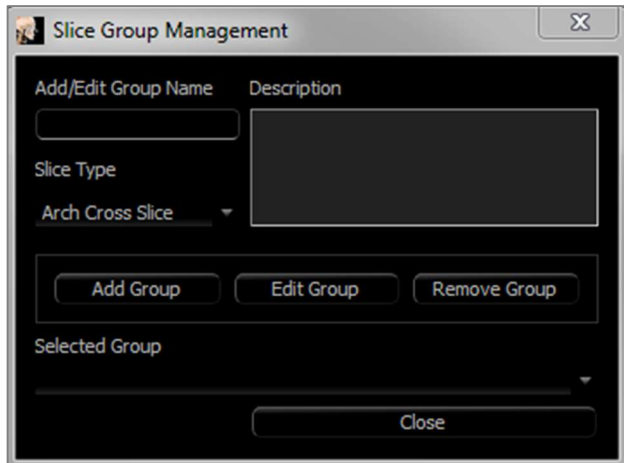 Slice Group Management
Add/Edit Group Name
Description
Slice Type
Arch Cross Slice
Add Group
Edit Group
Remove Group
Selected Group
Close